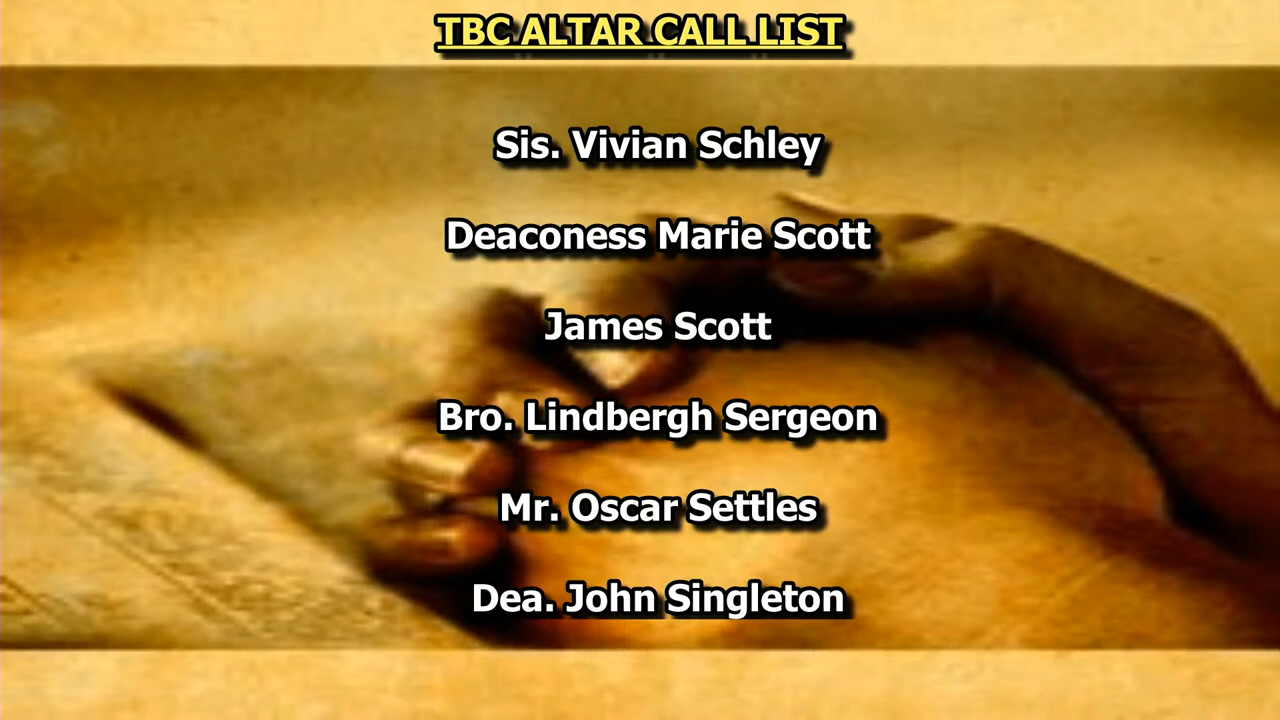 TBC ALTAR CALL LIST
Sis. Vivian Schley
Deaconess Marie Scott
James Scott
Bro. Lindbergh Sergeon
Mr. Oscar Settles
Dea. John Singleton